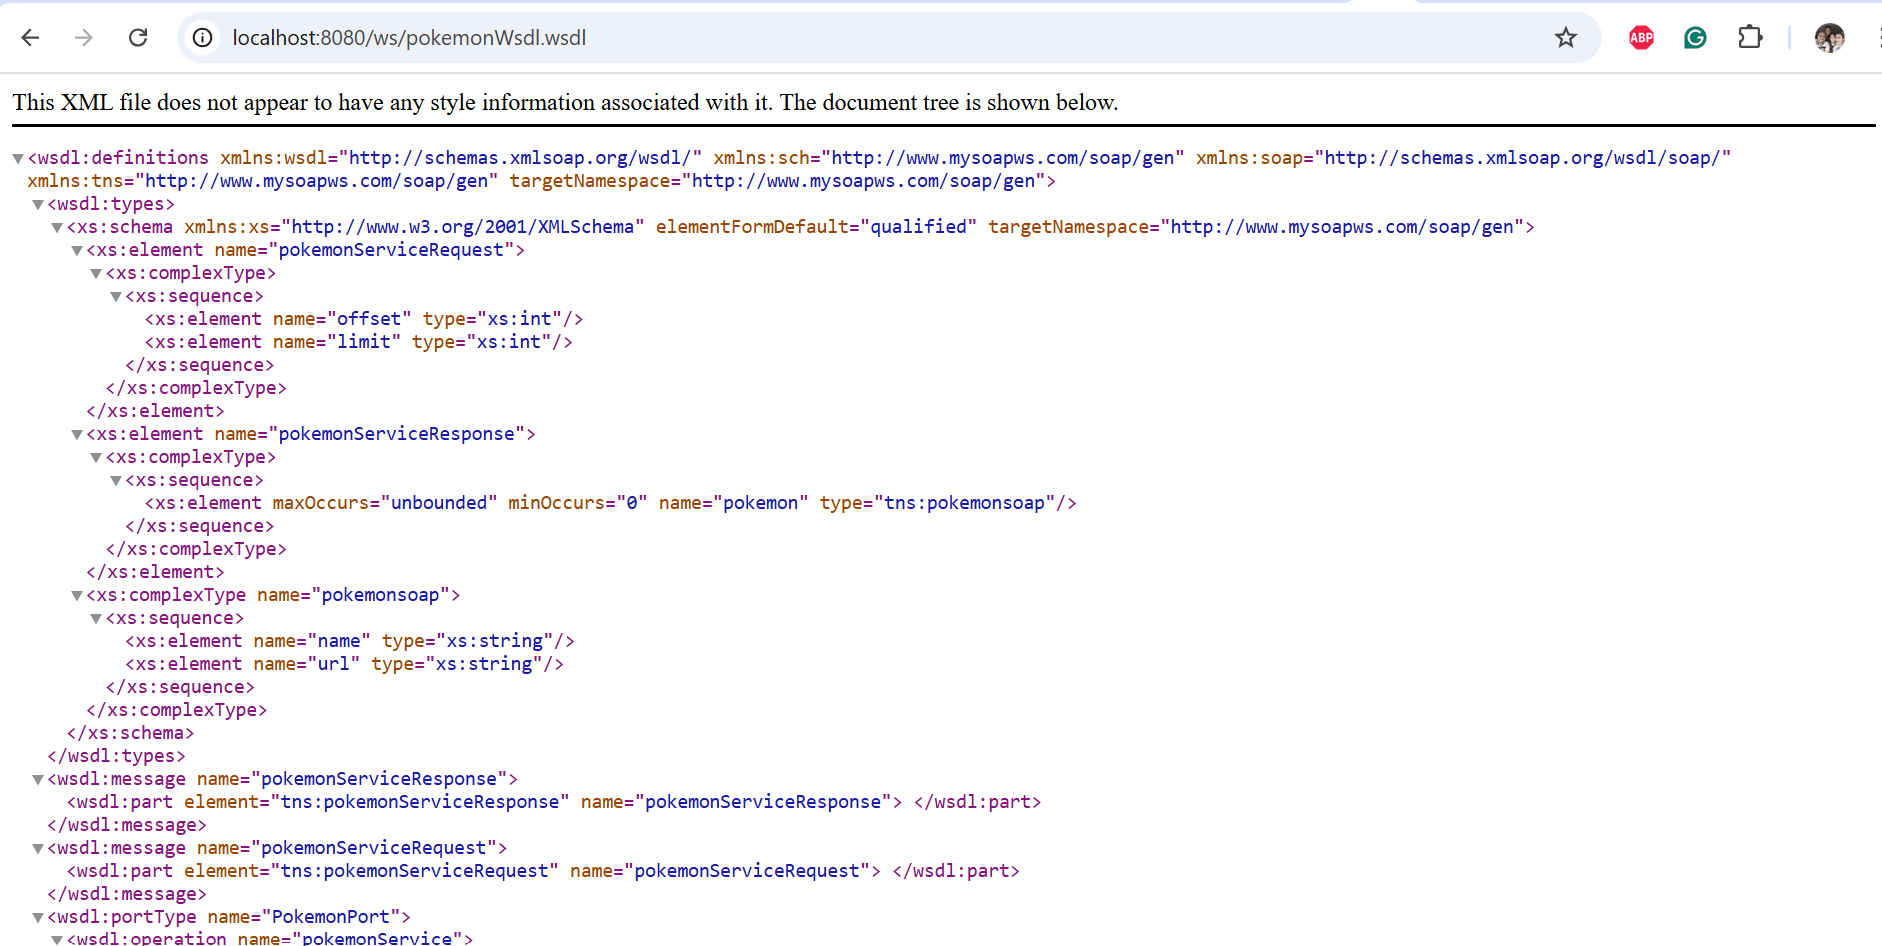 localhost:8080/ws/pokemonWsdl.wsdl
ABP
This XML file does not appear to have any style information associated with it. The document tree is shown below.
<wsdl:definitions xmlns:wsdl="http://schemas.xmlsoap.org/wsdl/" xmlns:sch="http://www.mysoapws.com/soap/gen" xmlns:soap="http://schemas.xmlsoap.org/wsdl/soap/"
xmlns:tns="http://www.mysoapws.com/soap/gen" targetNamespace="http://www.mysoapws.com/soap/gen">
<wsdl:types>
<xs:schema xmlns:xs="http://www.w3.org/2001/XMLSchema" elementFormDefault="qualified" targetNamespace="http://www.mysoapws.com/soap/gen">
<xs:element name="pokemonServiceRequest">
<xs:complexType>
<xs:sequence>
<xs:element name="offset" type="xs:int"/>
<xs:element name="limit" type="xs:int"/>
</xs:sequence>
</xs:complexType>
</xs:element>
<xs:element name="pokemonServiceResponse">
<xs:complexType>
<xs:sequence>
<xs:element maxOccurs="unbounded" minOccurs="0" name="pokemon" type="tns:pokemonsoap"/>
</xs:sequence>
</xs:complexType>
</xs:element>
<xs:complexType name="pokemonsoap">
<xs:sequence>
<xs:element name="name" type="xs:string"/>
<xs:element name="url" type="xs:string"/>
</xs:sequence>
</xs:complexType>
</xs:schema>
</wsdl:types>
<wsdl:message name="pokemonServiceResponse">
<wsdl:part element="tns:pokemonServiceResponse" name="pokemonServiceResponse"> </wsdl:part>
</wsdl:message>
<wsdl:message name="pokemonServiceRequest">
<wsdl:part element="tns:pokemonServiceRequest" name="pokemonServiceRequest"> </wsdl:part>
</wsdl:message>
<wsdl:portType name="PokemonPort">
<wsdl:operation name="pokemonService">